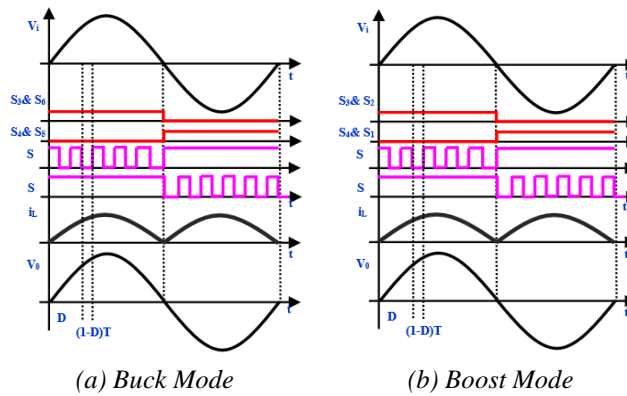 Vi
t
S3& S6
S4& S5
S
t
S
t
iL
t
V0
t
D
(1-D)T
(a) Buck Mode
Vi
t
S3& S2
S4& S1
S
t
S
t
iL
t
V0
t
D
(1-D)T
(b) Boost Mode